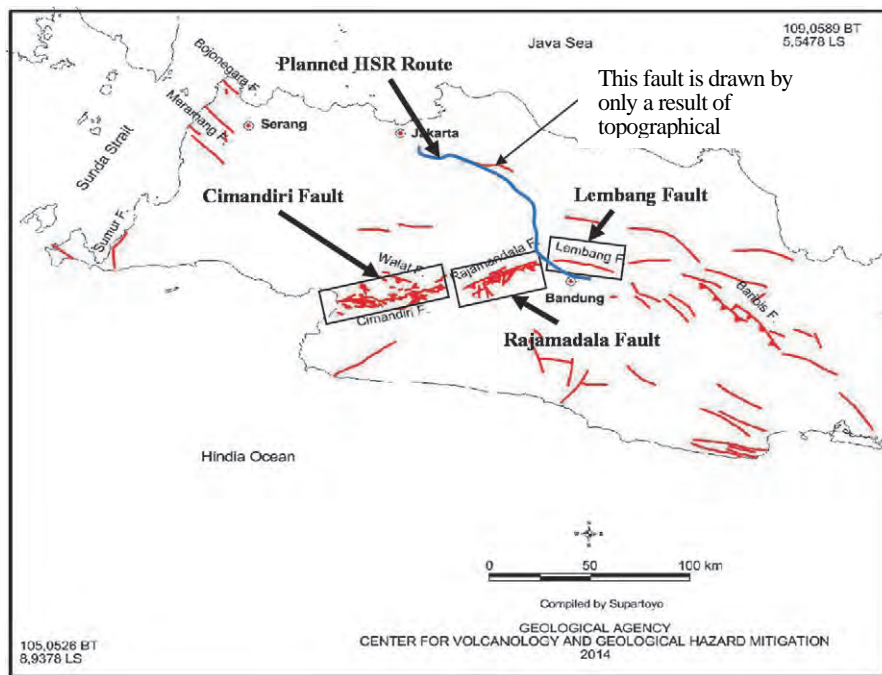 109,0589 BT
5,5478 LS
Java Sea
Bojonegara F.
Planned HSR Route
This fault is drawn by
only a result of
topographical
Serang
Jakarta
Sunda Strait
Cimandiri Fault
Lembang Fault
Sumur F.
Walat F.
Rajamandala F.
Lembang F
Bandung
Baribis F.
Cimandiri F.
Rajamadala Fault
Hindia Ocean
0 50 100 km
Compiled by Supartoyo
GEOLOGICAL AGENCY
CENTER FOR VOLCANOLOGY AND GEOLOGICAL HAZARD MITIGATION
2014
105,0526 BT
8,9378 LS